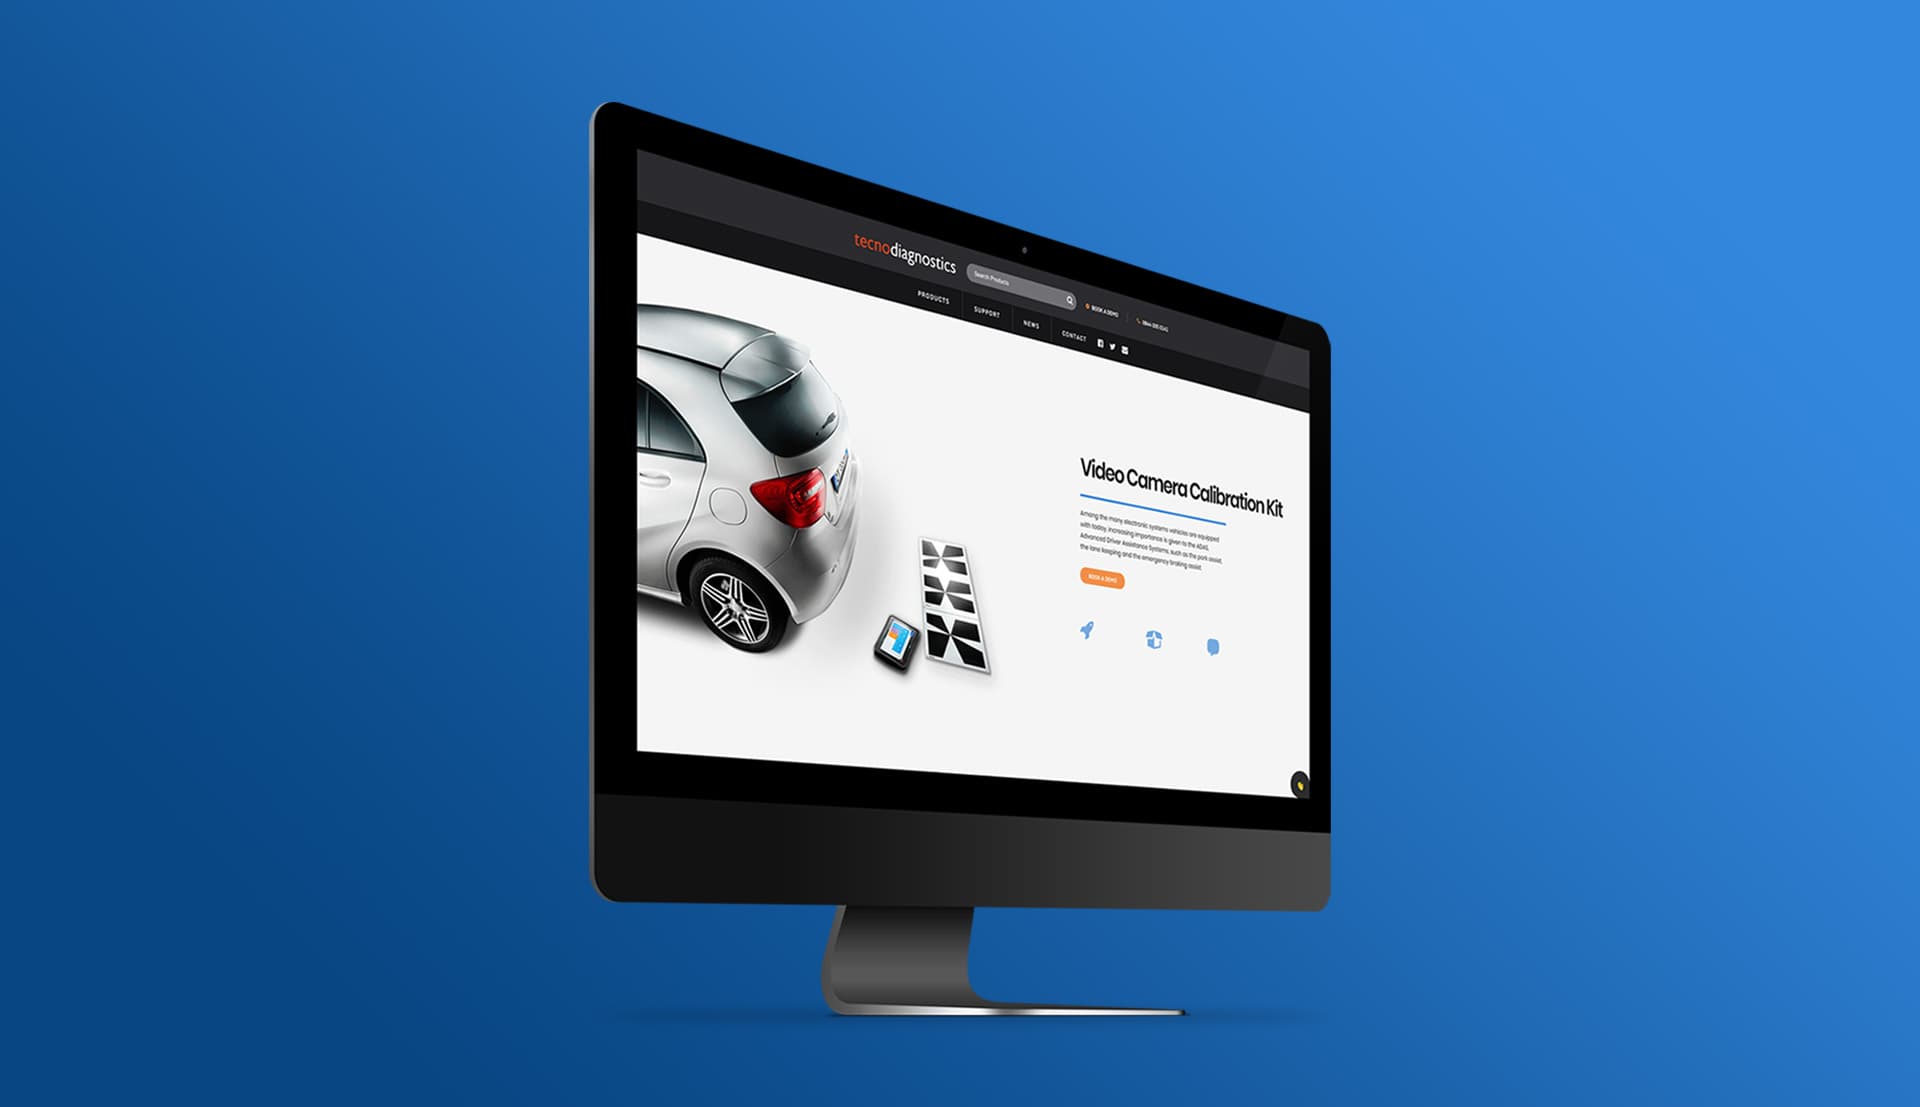 tecnodiagnostics
Search Products
BOOK A DEMO
PRODUCTS
SUPPORT
NEWS
CONTACT
Video Camera Calibration Kit
Among the many electronic systems vehicles are equipped
with today, increasing importance is given to the ADAS,
Advanced Driver Assistance Systems, such as the park assist,
the lane keeping and the emergency braking assist
BOOK A DEMO